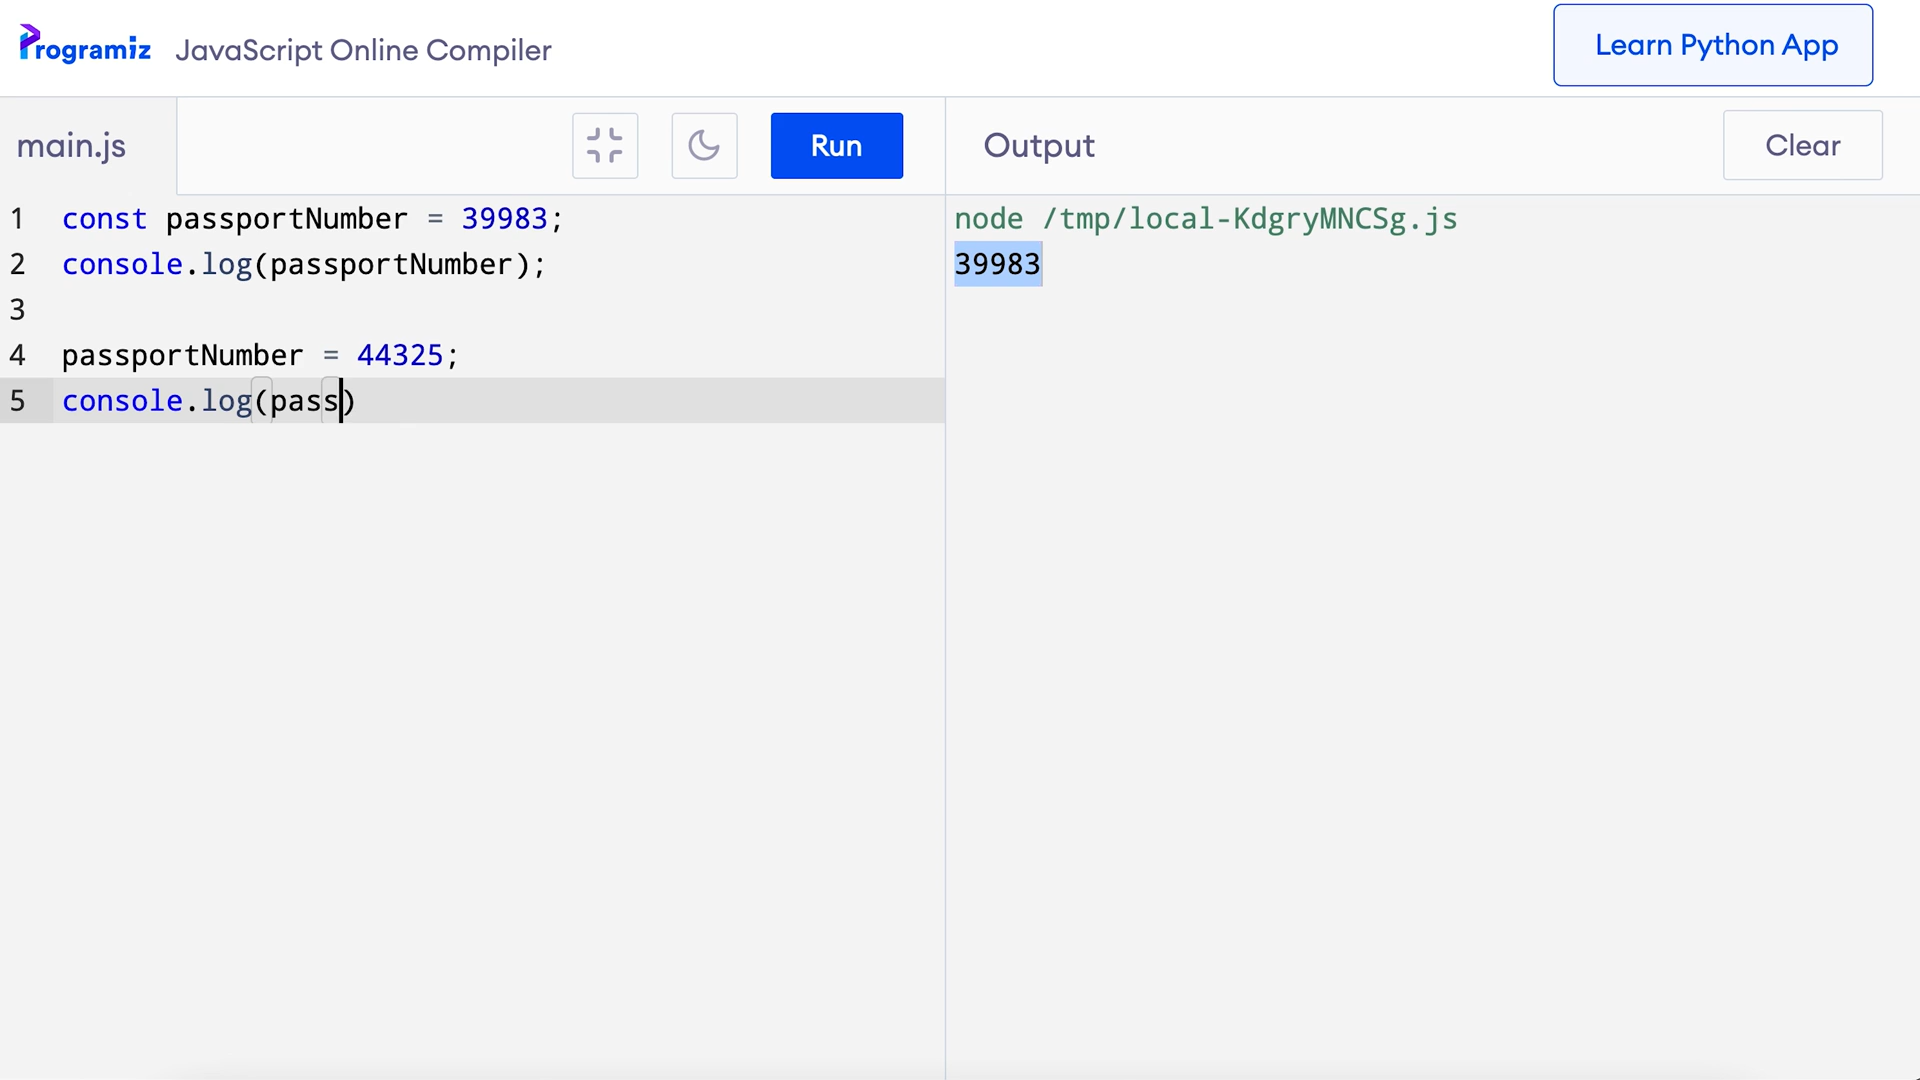 Programiz JavaScript Online Compiler
Learn Python App
main.js
Run
Output
Clear
1 const passportNumber = 39983;
2 console.log(passportNumber);
3
4 passportNumber = 44325;
5 console.log(pass)
node /tmp/local-KdgryMNCSg.js
39983